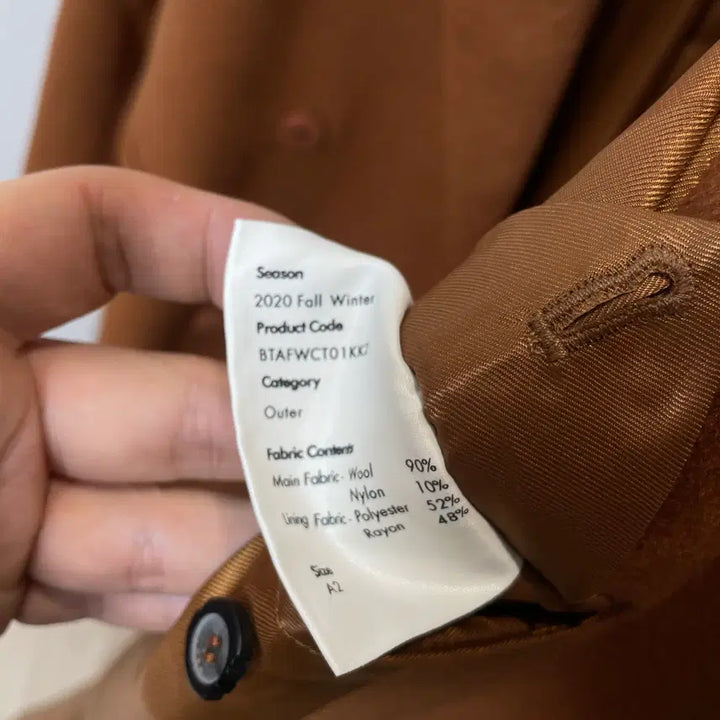 Season
2020 Fall Winter
Product Code
BTAFWCT01KK7
Category
Outer
Fabric Contents
Main Fabric- Wool 90%
Nylon 10%
Lining Fabric- Polyester 52%
Rayon 48%
Size
A2